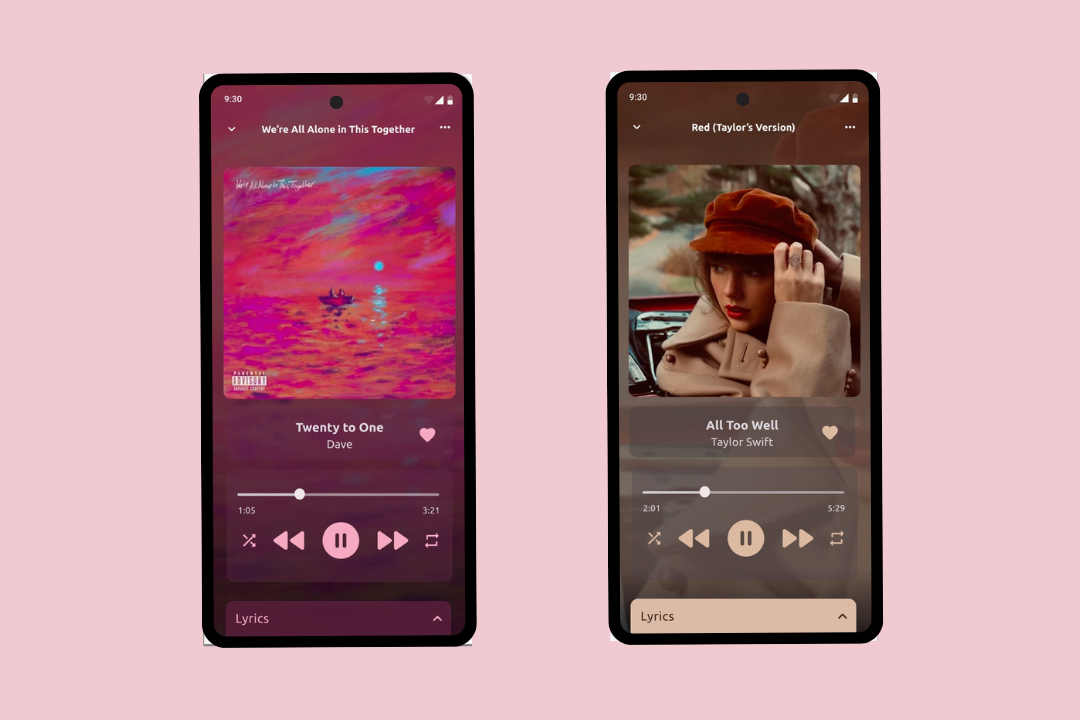 9:30
We're All Alone in This Together
We're All Alone In This Together
PARENTAL
ADVISORY
EXPLICIT CONTENT
Twenty to One
Dave
1:05
3:21
Lyrics
9:30
Red (Taylor's Version)
All Too Well
Taylor Swift
2:01
5:29
Lyrics